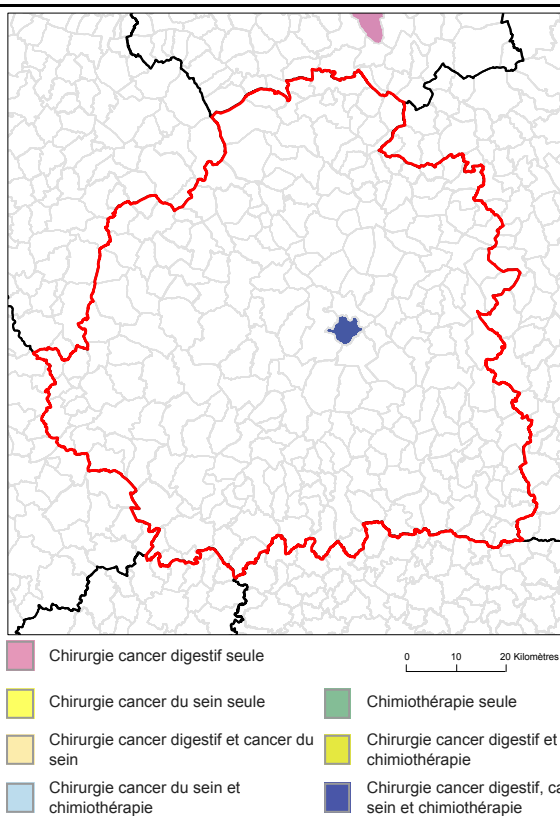 Chirurgie cancer digestif seule
0 10 20 Kilomètres
Chirurgie cancer du sein seule
Chimiothérapie seule
Chirurgie cancer digestif et cancer du
sein
Chirurgie cancer digestif et
chimiothérapie
Chirurgie cancer du sein et
chimiothérapie
Chirurgie cancer digestif, ca
sein et chimiothérapie